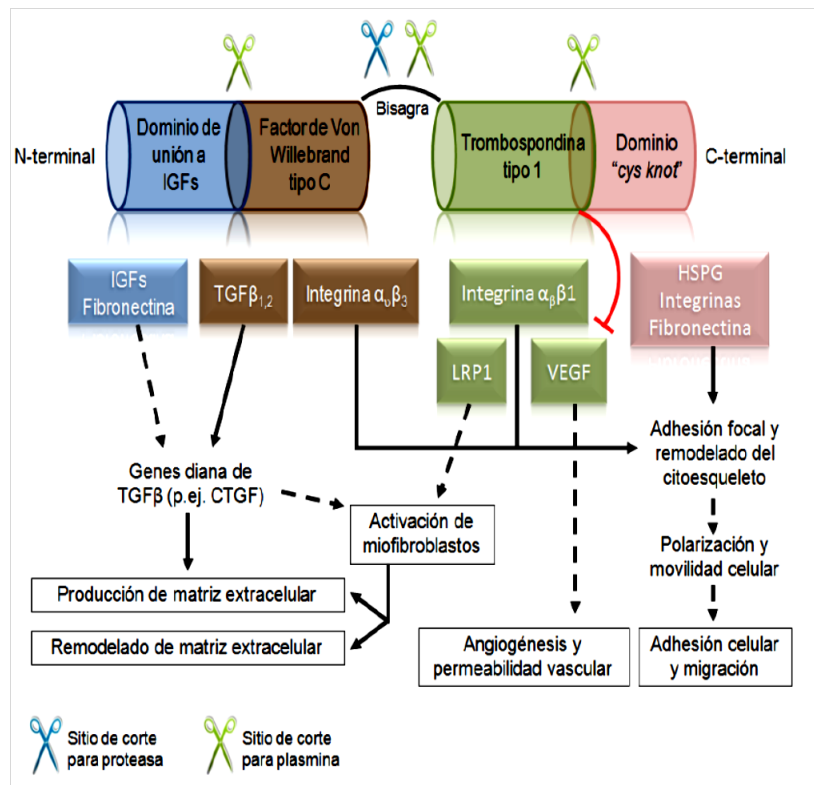 Bisagra
N-terminal
Dominio de
unión a
IGFs
Factor de Von
Willebrand
tipo C
Trombospondina
tipo 1
Dominio
“cys knot”
C-terminal
IGFs
Fibronectina
TGFβ1,2
Integrina αυβ3
Integrina αββ1
HSPG
Integrinas
Fibronectina
LRP1
VEGF
Genes diana de
TGFβ (p.ej. CTGF)
Activación de
miofibroblastos
Adhesión focal y
remodelado del
citoesqueleto
Polarización y
movilidad celular
Producción de matriz extracelular
Remodelado de matriz extracelular
Angiogénesis y
permeabilidad vascular
Adhesión celular
y migración
Sitio de corte
para proteasa
Sitio de corte
para plasmina